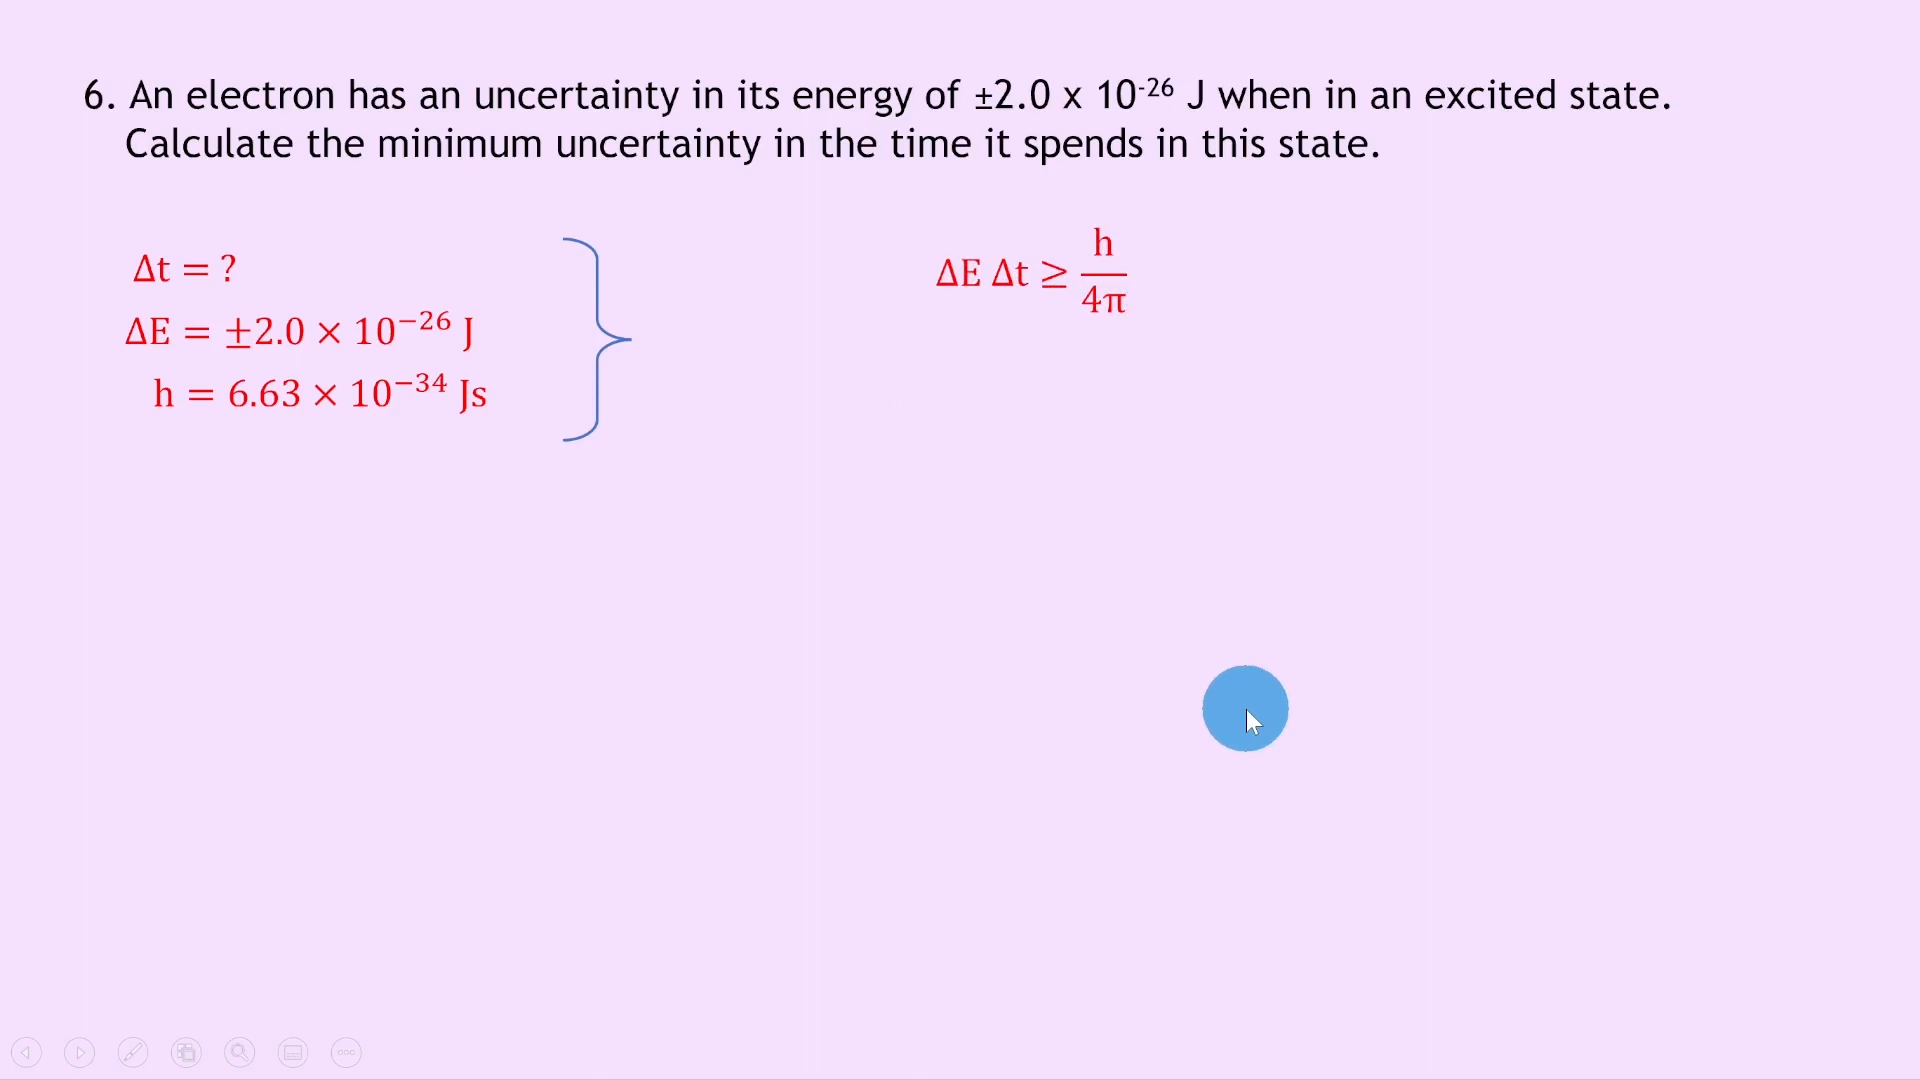 6. An electron has an uncertainty in its energy of ±2.0 x 10⁻²⁶ J when in an excited state.
Calculate the minimum uncertainty in the time it spends in this state.
Δt = ?
ΔE = ±2.0 × 10⁻²⁶ J
h = 6.63 × 10⁻³⁴ Js
ΔE Δt ≥ h/4π